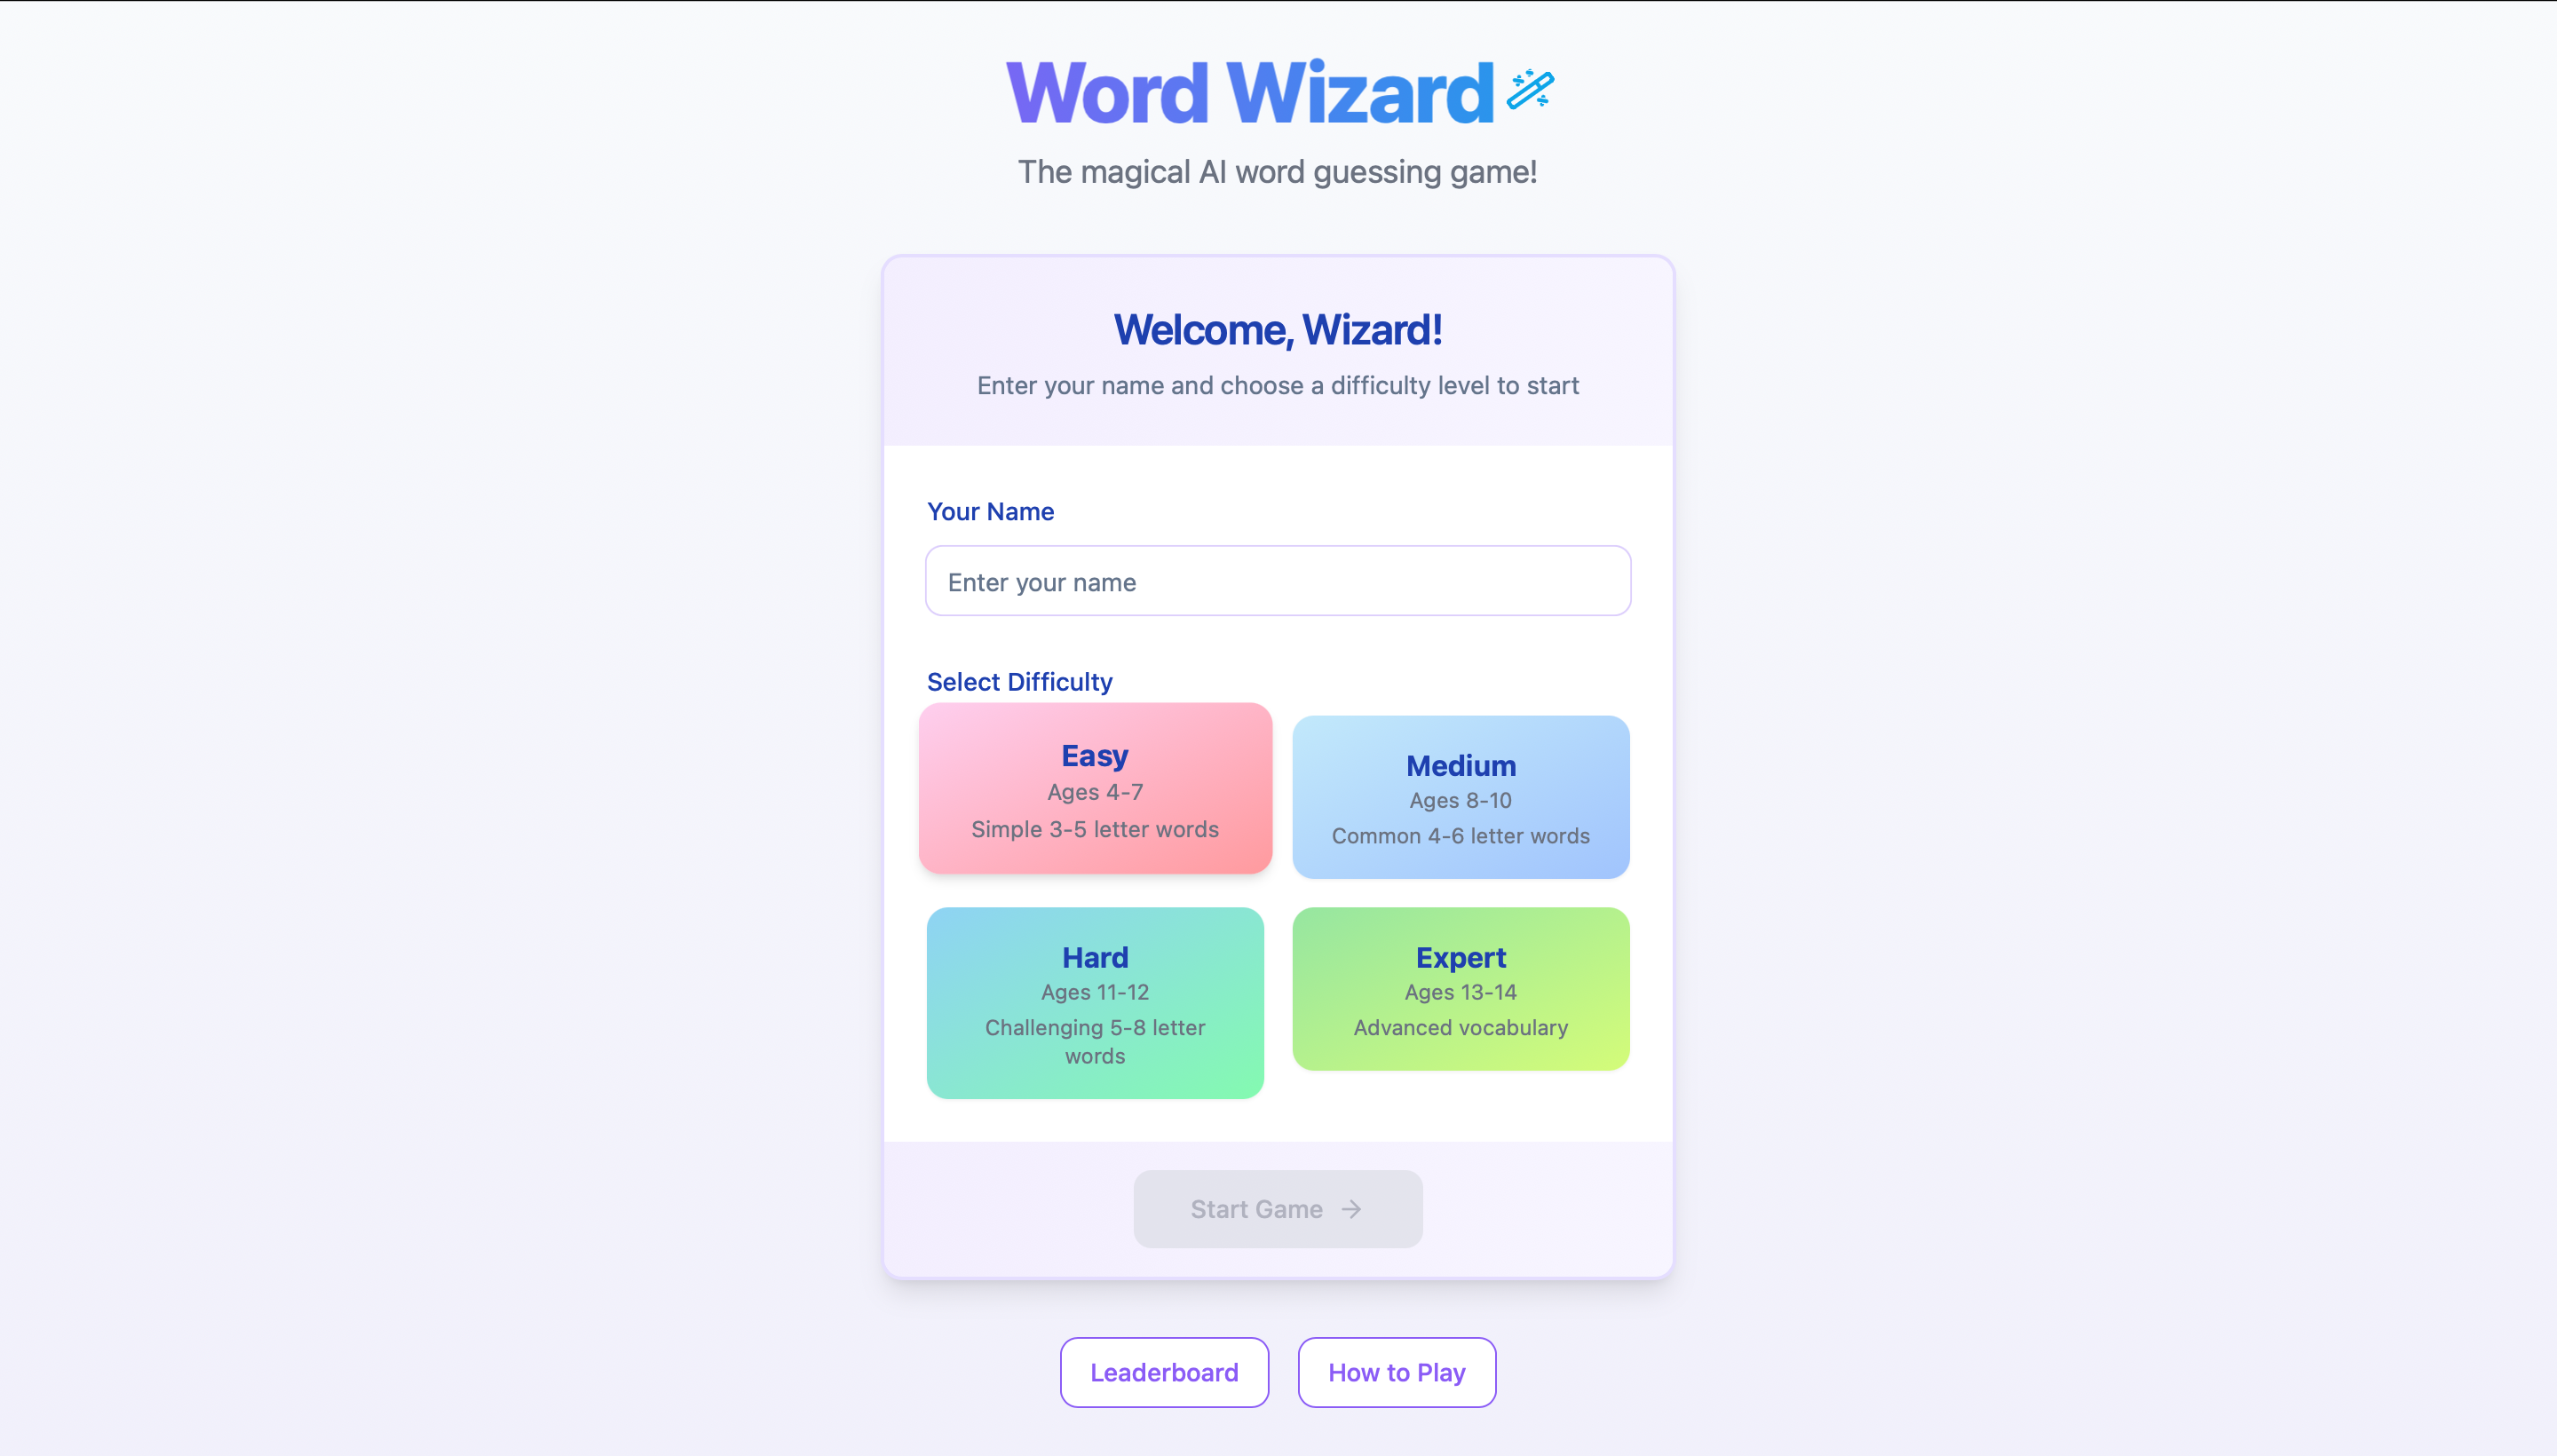 Word Wizard
The magical AI word guessing game!
Welcome, Wizard!
Enter your name and choose a difficulty level to start
Your Name
Enter your name
Select Difficulty
Easy
Ages 4-7
Simple 3-5 letter words
Medium
Ages 8-10
Common 4-6 letter words
Hard
Ages 11-12
Challenging 5-8 letter
words
Expert
Ages 13-14
Advanced vocabulary
Start Game
Leaderboard
How to Play